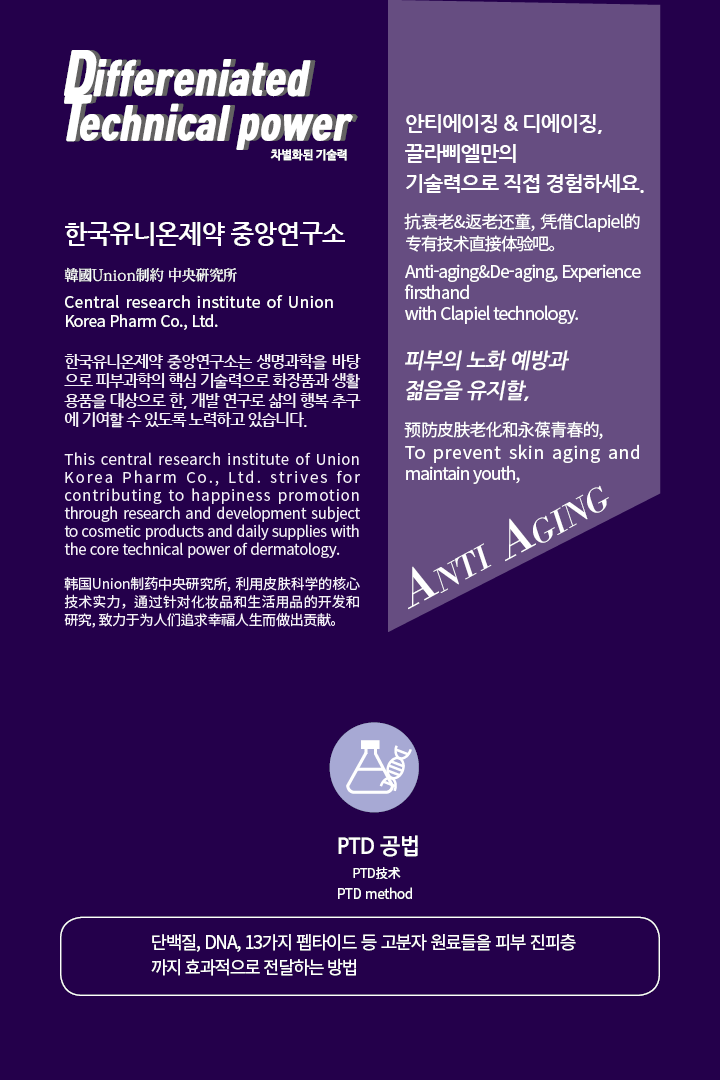 Differeniated
Technical power
차별화된 기술력
한국유니온제약 중앙연구소
韓國Union制約 中央研究所
Central research institute of Union
Korea Pharm Co., Ltd.
한국유니온제약 중앙연구소는 생명과학을 바탕
으로 피부과학의 핵심 기술력으로 화장품과 생활
용품을 대상으로 한, 개발 연구로 삶의 행복 추구
에 기여할 수 있도록 노력하고 있습니다.
This central research institute of Union
Korea Pharm Co., Ltd. strives for
contributing to happiness promotion
through research and development subject
to cosmetic products and daily supplies with
the core technical power of dermatology.
韩国Union制药中央研究所, 利用皮肤科学的核心
技术实力，通过针对化妆品和生活用品的开发和
研究, 致力于为人们追求幸福人生而做出贡献。
안티에이징 & 디에이징,
끌라삐엘만의
기술력으로 직접 경험하세요.
抗衰老&返老还童, 凭借Clapiel的
专有技术直接体验吧。
Anti-aging&De-aging, Experience
firsthand
with Clapiel technology.
피부의 노화 예방과
젊음을 유지할,
预防皮肤老化和永葆青春的,
To prevent skin aging and
maintain youth,
ANTI AGING
PTD 공법
PTD技术
PTD method
단백질, DNA, 13가지 펩타이드 등 고분자 원료들을 피부 진피층
까지 효과적으로 전달하는 방법